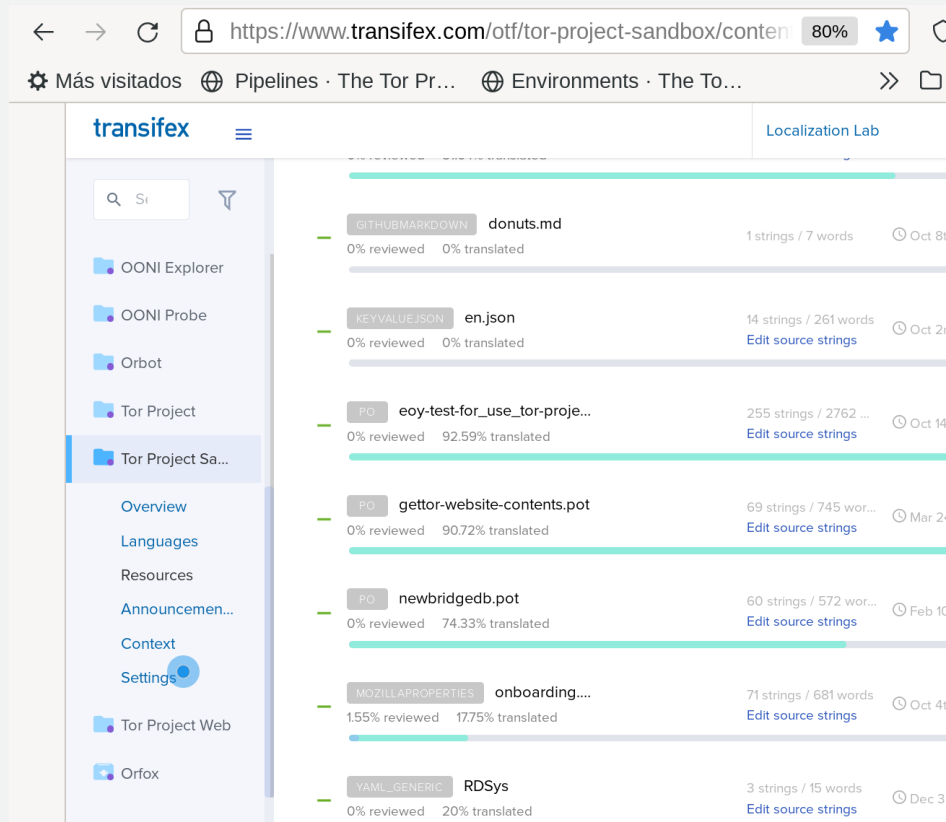 https://www.transifex.com/otf/tor-project-sandbox/conten
80%
Más visitados
Pipelines · The Tor Pr…
Environments · The To…
transifex
Localization Lab
OONI Explorer
OONI Probe
Orbot
Tor Project
Tor Project Sa...
Overview
Languages
Resources
Announcemen...
Context
Settings
Tor Project Web
Orfox
GITHUBMARKDOWN donuts.md
0% reviewed 0% translated
1 strings / 7 words
Oct 8t
KEYVALUEJSON en.json
0% reviewed 0% translated
14 strings / 261 words
Edit source strings
Oct 2n
PO eoy-test-for_use_tor-proje...
0% reviewed 92.59% translated
255 strings / 2762 ...
Edit source strings
Oct 14
PO gettor-website-contents.pot
0% reviewed 90.72% translated
69 strings / 745 wor...
Edit source strings
Mar 24
PO newbridgedb.pot
0% reviewed 74.33% translated
60 strings / 572 wor...
Edit source strings
Feb 10
MOZILLAPROPERTIES onboarding....
1.55% reviewed 17.75% translated
71 strings / 681 words
Edit source strings
Oct 4t
YAML_GENERIC RDSys
0% reviewed 20% translated
3 strings / 15 words
Edit source strings
Dec 3